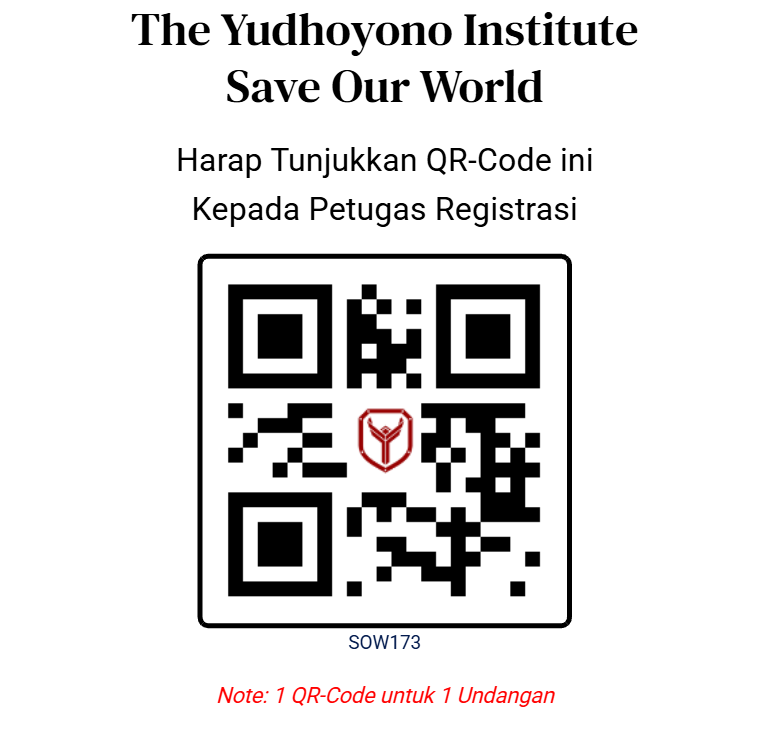 The Yudhoyono Institute
Save Our World
Harap Tunjukkan QR-Code ini
Kepada Petugas Registrasi
SOW173
Note: 1 QR-Code untuk 1 Undangan